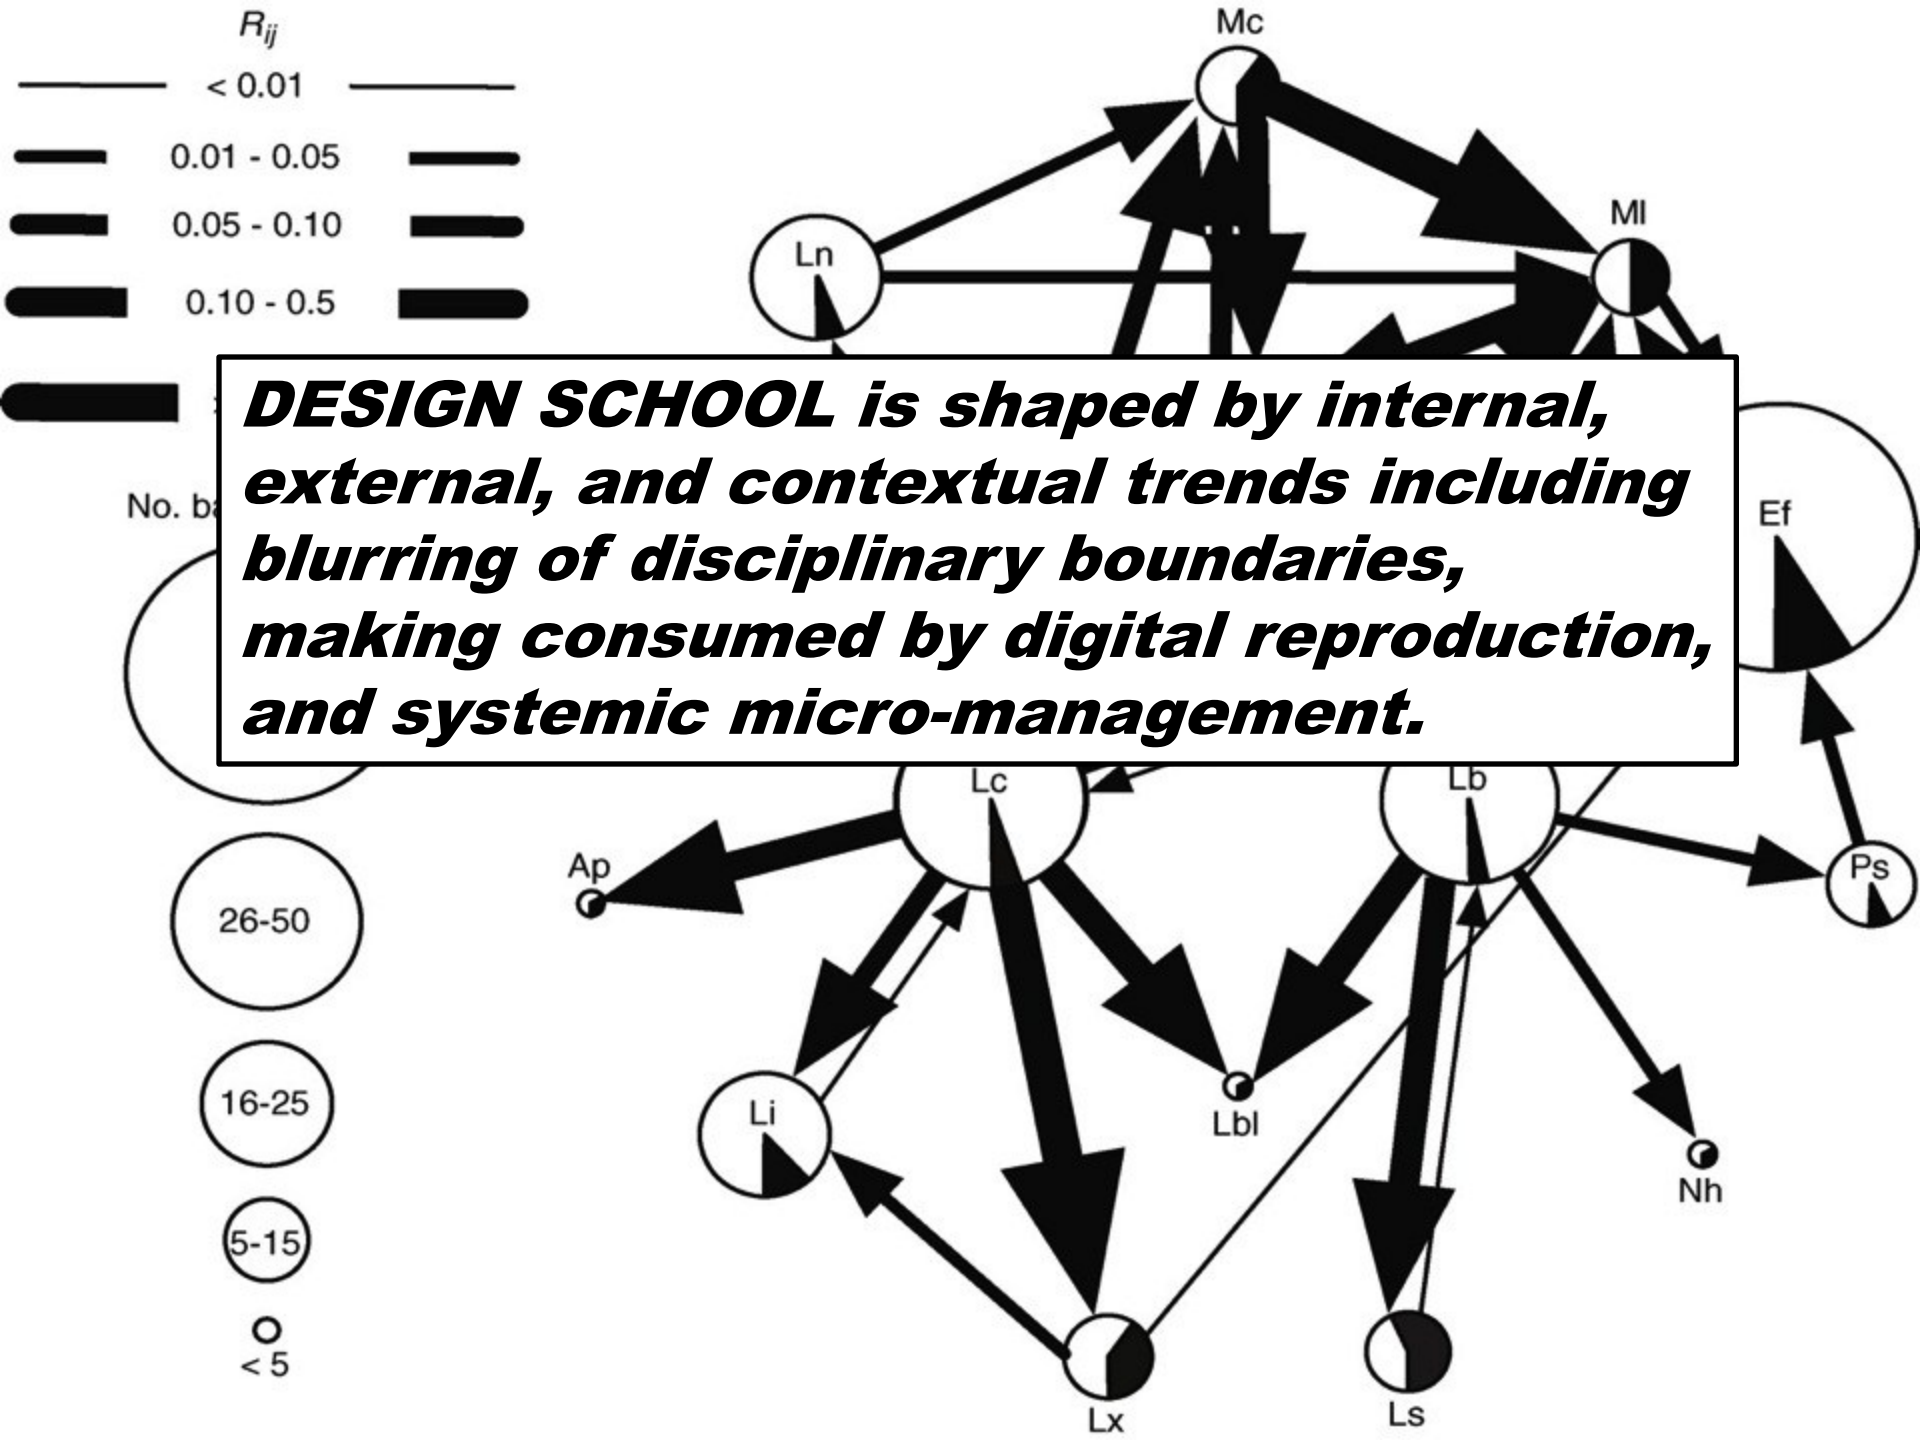 Rij
< 0.01
0.01 - 0.05
0.05 - 0.10
0.10 - 0.5
No.
26-50
16-25
5-15
< 5
Mc
Ln
Ml
DESIGN SCHOOL is shaped by internal,
external, and contextual trends including
blurring of disciplinary boundaries,
making consumed by digital reproduction,
and systemic micro-management.
Ef
Lc
Lb
Ap
Ps
Li
Lbl
Nh
Lx
Ls